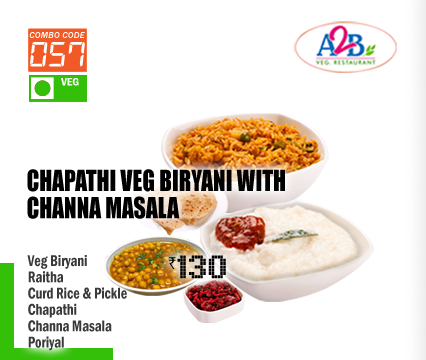 COMBO CODE
057
VEG
A2B
VEG. RESTAURANT
CHAPATHI VEG BIRYANI WITH
CHANNA MASALA
₹130
Veg Biryani
Raitha
Curd Rice & Pickle
Chapathi
Channa Masala
Poriyal